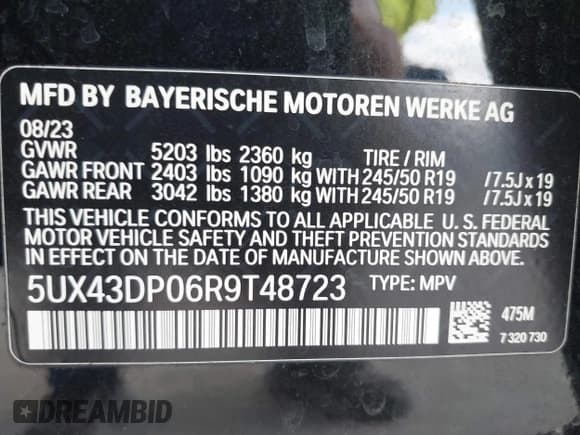 MFD BY BAYERISCHE MOTOREN WERKE AG
08/23
GVWR 5203 lbs 2360 kg TIRE / RIM
GAWR FRONT 2403 lbs 1090 kg WITH 245/50 R19 / 7.5J x 19
GAWR REAR 3042 lbs 1380 kg WITH 245/50 R19 / 7.5J x 19
THIS VEHICLE CONFORMS TO ALL APPLICABLE U. S. FEDERAL
MOTOR VEHICLE SAFETY AND THEFT PREVENTION STANDARDS
IN EFFECT ON THE DATE OF MANUFACTURE SHOWN ABOVE.
5UX43DP06R9T48723 TYPE: MPV
475M
7 320 730
DREAMBID